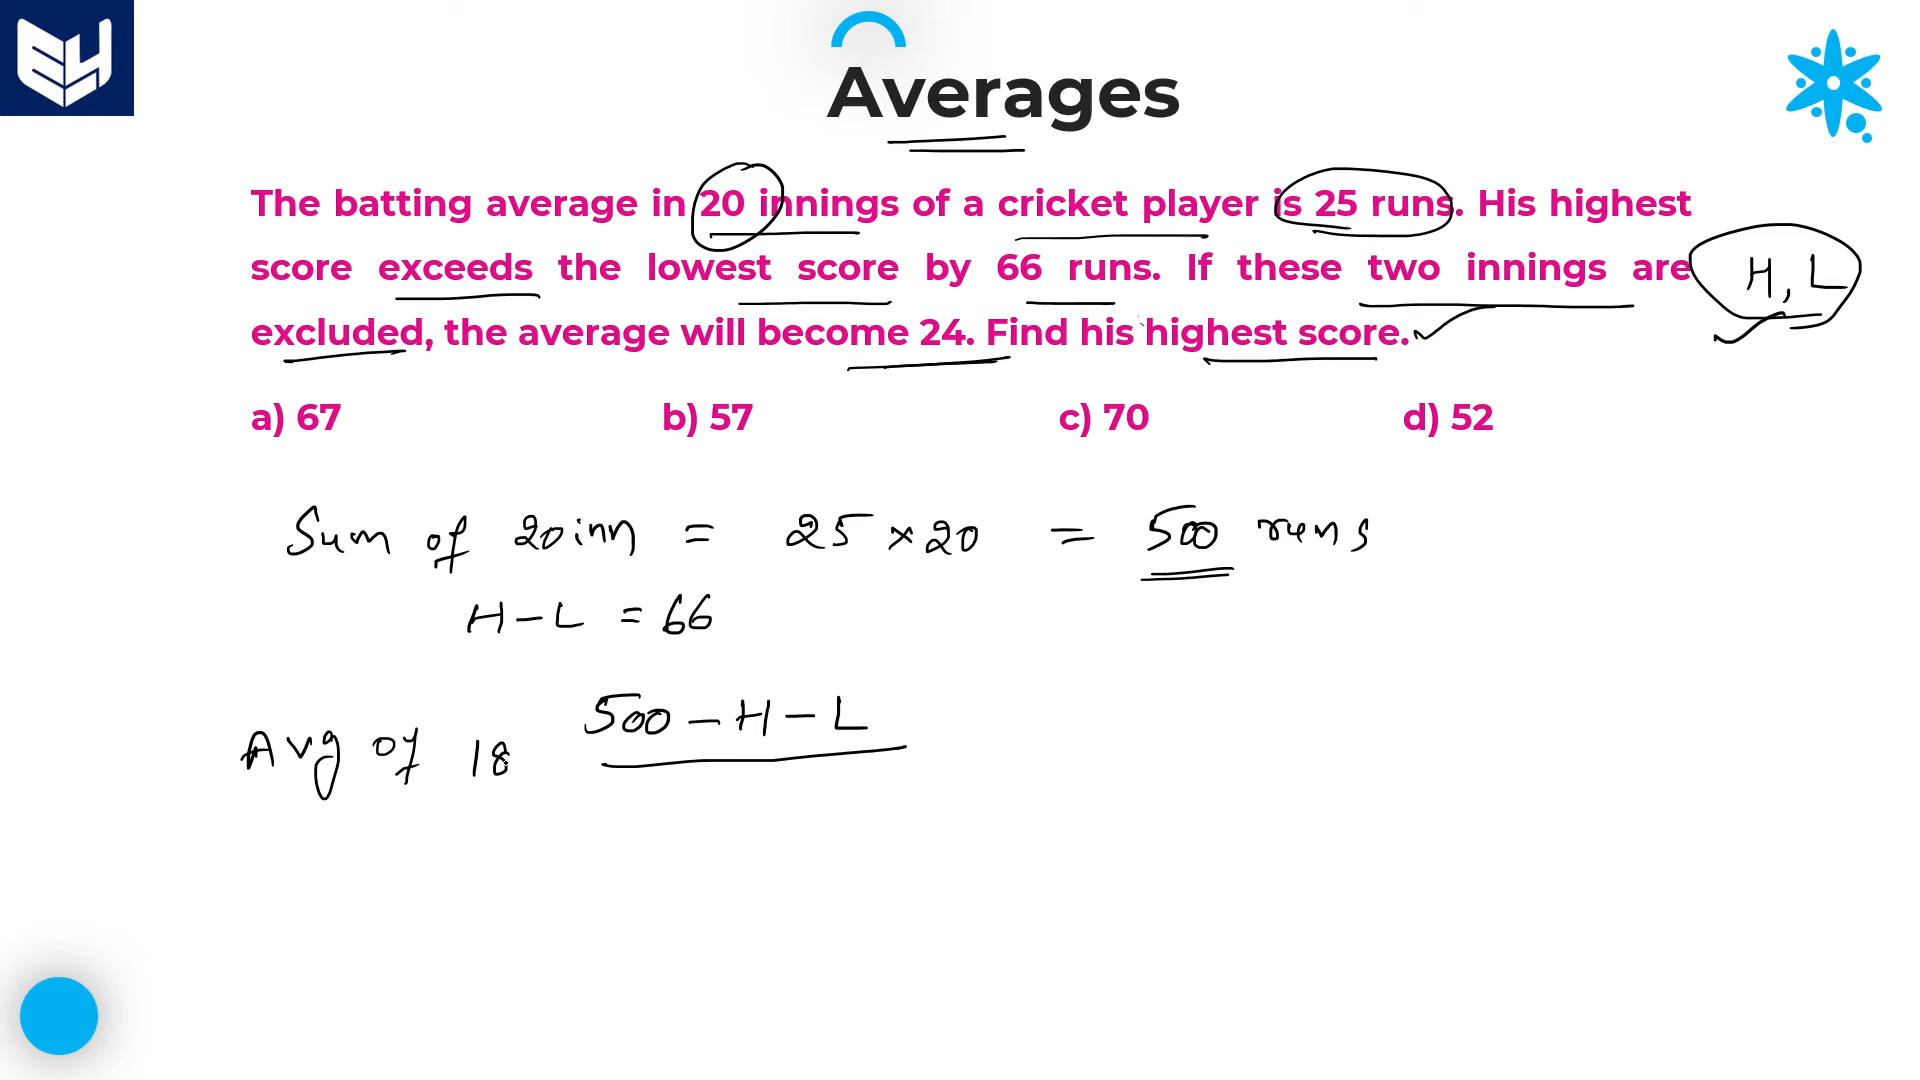 Averages
The batting average in 20 innings of a cricket player is 25 runs. His highest
score exceeds the lowest score by 66 runs. If these two innings are
H, L
excluded, the average will become 24. Find his highest score.
a) 67 b) 57 c) 70 d) 52
Sum of 20 inn = 25 × 20 = 500 runs
H - L = 66
500 - H - L
Avg of 18